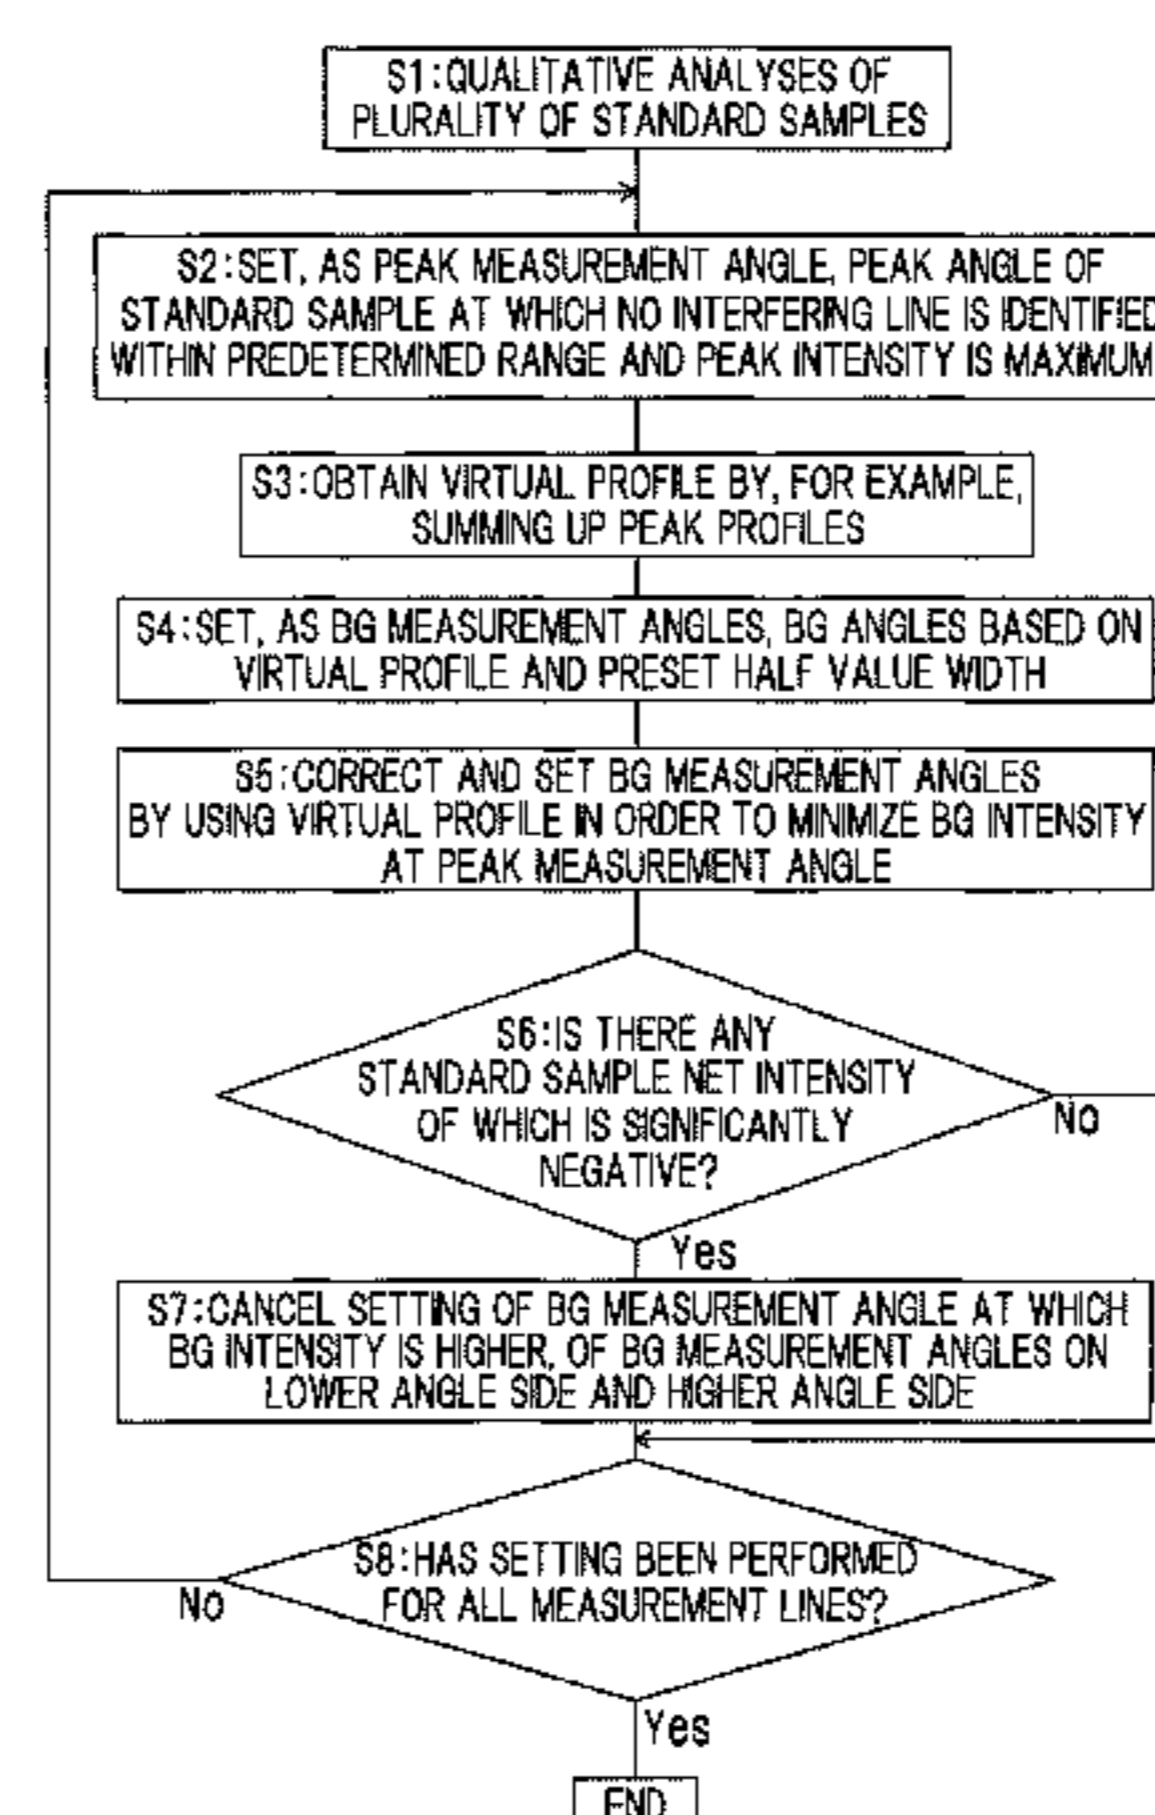 S1:QUALITATIVE ANALYSES OF
PLURALITY OF STANDARD SAMPLES
S2:SET, AS PEAK MEASUREMENT ANGLE, PEAK ANGLE OF
STANDARD SAMPLE AT WHICH NO INTERFERING LINE IS IDENTIFIED
WITHIN PREDETERMINED RANGE AND PEAK INTENSITY IS MAXIMUM
S3:OBTAIN VIRTUAL PROFILE BY, FOR EXAMPLE,
SUMMING UP PEAK PROFILES
S4:SET, AS BG MEASUREMENT ANGLES, BG ANGLES BASED ON
VIRTUAL PROFILE AND PRESET HALF VALUE WIDTH
S5:CORRECT AND SET BG MEASUREMENT ANGLES
BY USING VIRTUAL PROFILE IN ORDER TO MINIMIZE BG INTENSITY
AT PEAK MEASUREMENT ANGLE
S6:IS THERE ANY
STANDARD SAMPLE NET INTENSITY
OF WHICH IS SIGNIFICANTLY
NEGATIVE?
No
Yes
S7:CANCEL SETTING OF BG MEASUREMENT ANGLE AT WHICH
BG INTENSITY IS HIGHER, OF BG MEASUREMENT ANGLES ON
LOWER ANGLE SIDE AND HIGHER ANGLE SIDE
S8:HAS SETTING BEEN PERFORMED
FOR ALL MEASUREMENT LINES?
No
Yes
END